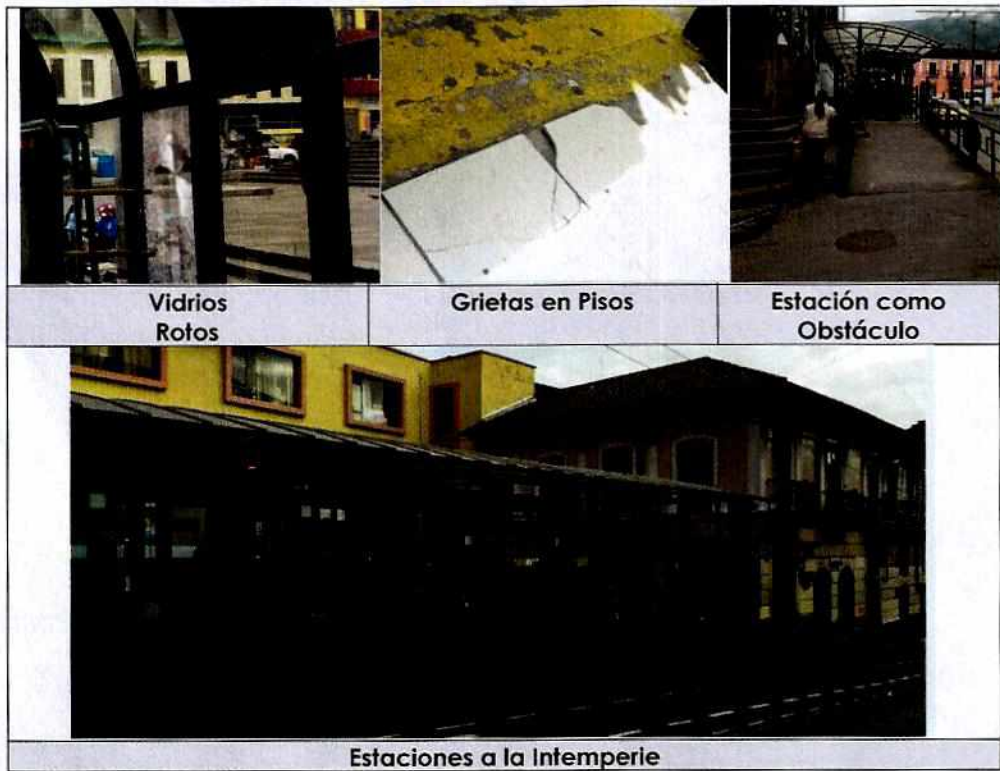 Vidrios
Rotos
Grietas en Pisos
Estación como
Obstáculo
Estaciones a la Intemperie